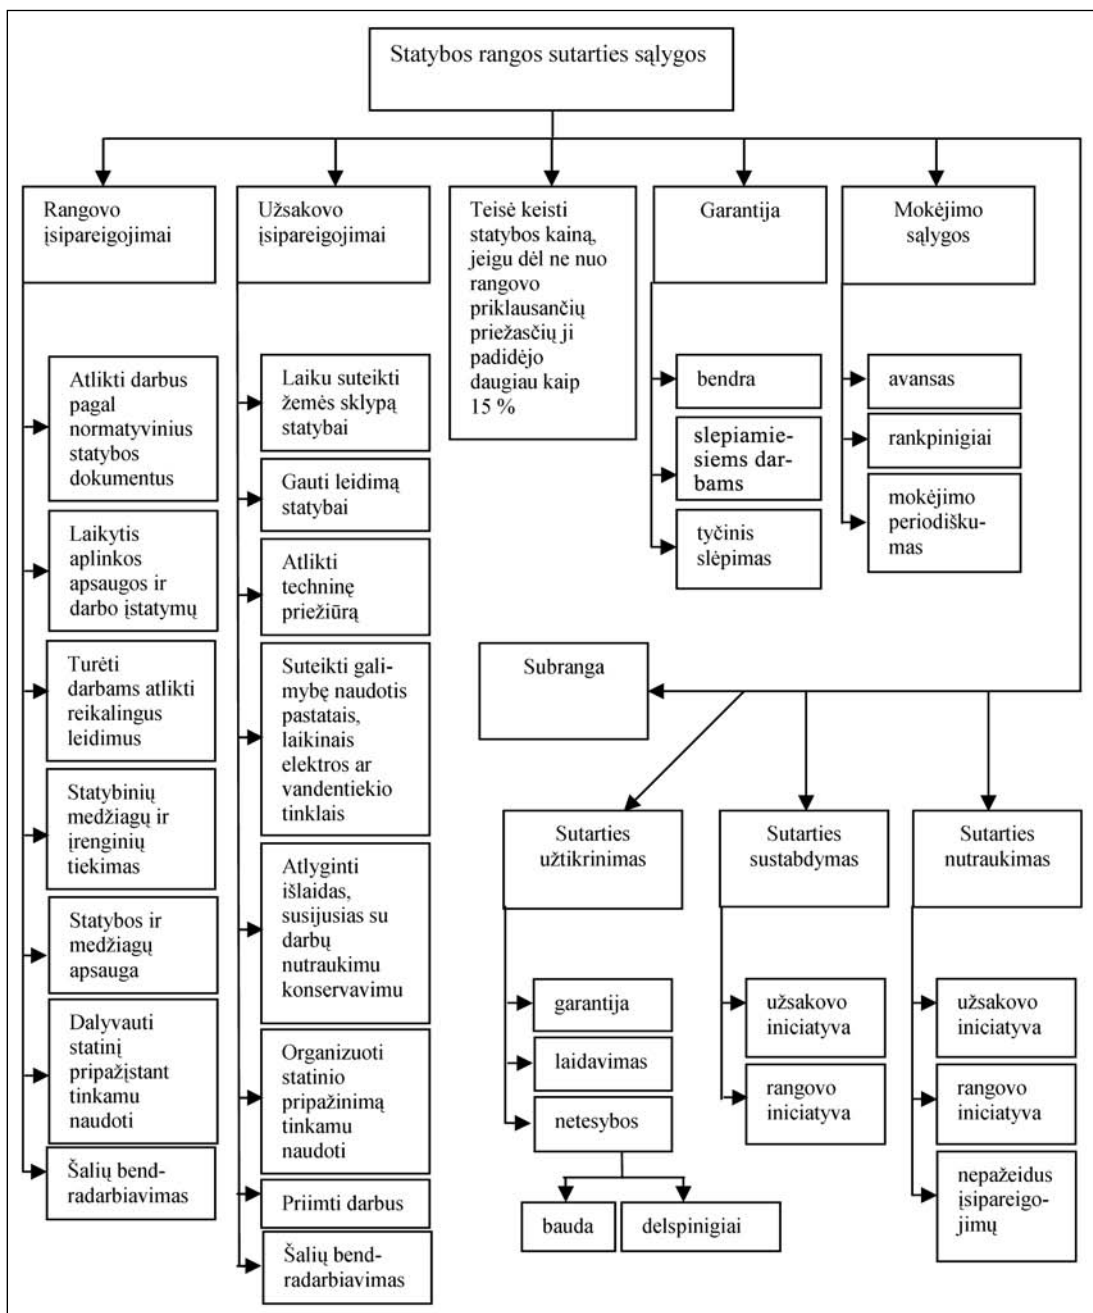 Statybos rangos sutarties sąlygos
Rangovo
įsipareigojimai
Atlikti darbus
pagal
normatyvinius
statybos
dokumentus
Laikytis
aplinkos
apsaugos ir
darbo įstatymų
Turėti
darbams atlikti
reikalingus
leidimus
Statybinių
medžiagų ir
įrenginių
tiekimas
Statybos ir
medžiagų
apsauga
Dalyvauti
statinį
pripažįstant
tinkamu
naudoti
Šalių bend-
radarbiavimas
Užsakovo
įsipareigojimai
Laiku suteikti
žemės sklypą
statybai
Gauti leidimą
statybai
Atlikti
techninę
priežiūrą
Suteikti gali-
mybę naudotis
pastatais,
laikinais
elektros ar
vandentiekio
tinklais
Atlyginti
išlaidas,
susijusias su
darbų
nutraukimu
konservavimu
Organizuoti
statinio
pripažinimą
tinkamu
naudoti
Priimti darbus
Šalių bend-
radarbiavimas
Teisė keisti
statybos kainą,
jeigu dėl ne nuo
rangovo
priklausančių
priežasčių ji
padidėjo
daugiau kaip
15 %
Garantija
bendra
slepiamie-
siems dar-
bams
tyčinis
slėpimas
Mokėjimo
sąlygos
avansas
rankpinigiai
mokėjimo
periodišku-
mas
Subranga
Sutarties
užtikrinimas
garantija
laidavimas
netesybos
bauda
delspinigiai
Sutarties
sustabdymas
užsakovo
iniciatyva
rangovo
iniciatyva
Sutarties
nutraukimas
užsakovo
iniciatyva
rangovo
iniciatyva
nepažeidus
įsipareigo-
jimų